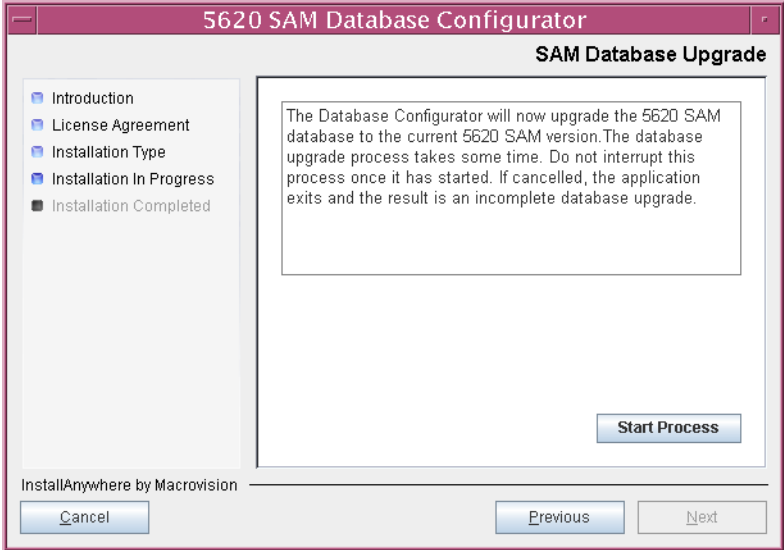 5620 SAM Database Configurator
SAM Database Upgrade
Introduction
License Agreement
Installation Type
Installation In Progress
Installation Completed
The Database Configurator will now upgrade the 5620 SAM
database to the current 5620 SAM version.The database
upgrade process takes some time. Do not interrupt this
process once it has started. If cancelled, the application
exits and the result is an incomplete database upgrade.
Start Process
InstallAnywhere by Macrovision
Cancel
Previous
Next